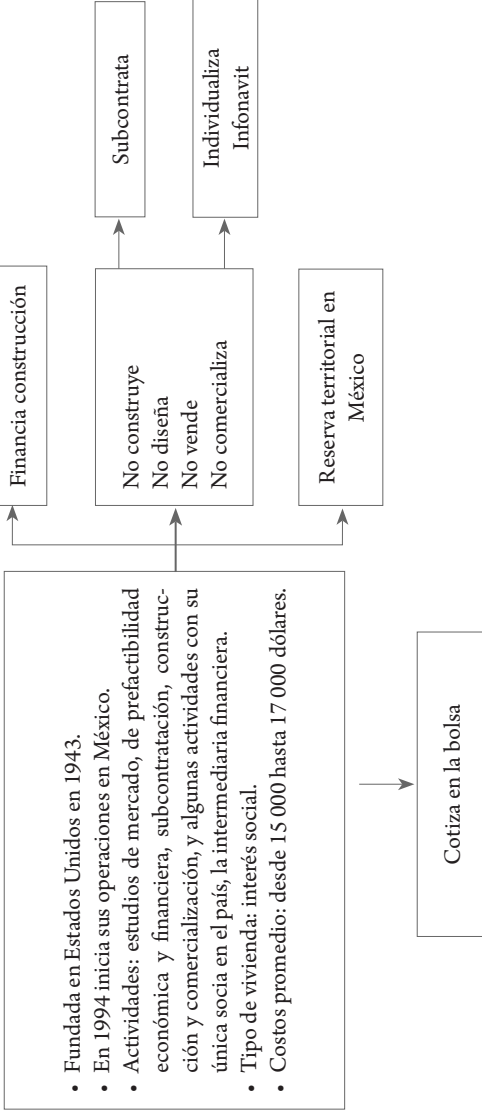 • Fundada en Estados Unidos en 1943.
• En 1994 inicia sus operaciones en México.
• Actividades: estudios de mercado, de prefactibilidad
económica y financiera, subcontratación, construc-
ción y comercialización, y algunas actividades con su
única socia en el país, la intermediaria financiera.
• Tipo de vivienda: interés social.
• Costos promedio: desde 15 000 hasta 17 000 dólares.
Financia construcción
No construye
No diseña
No vende
No comercializa
Reserva territorial en
México
Subcontrata
Individualiza
Infonavit
Cotiza en la bolsa